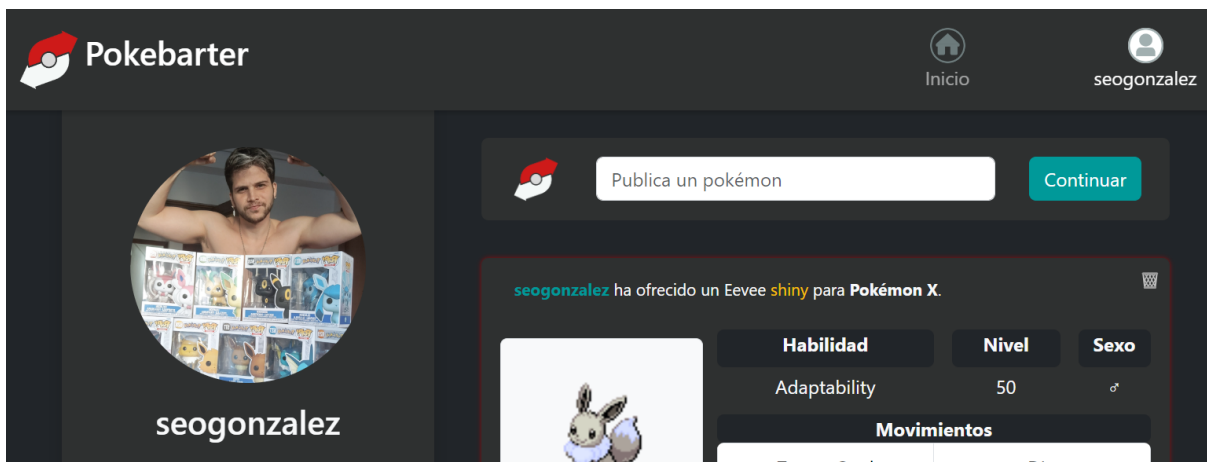 Pokebarter
Inicio
seogonzalez
Publica un pokémon
Continuar
seogonzalez
seogonzalez ha ofrecido un Eevee shiny para Pokémon X.
Habilidad Nivel Sexo
Adaptability 50 ♂
Movimientos